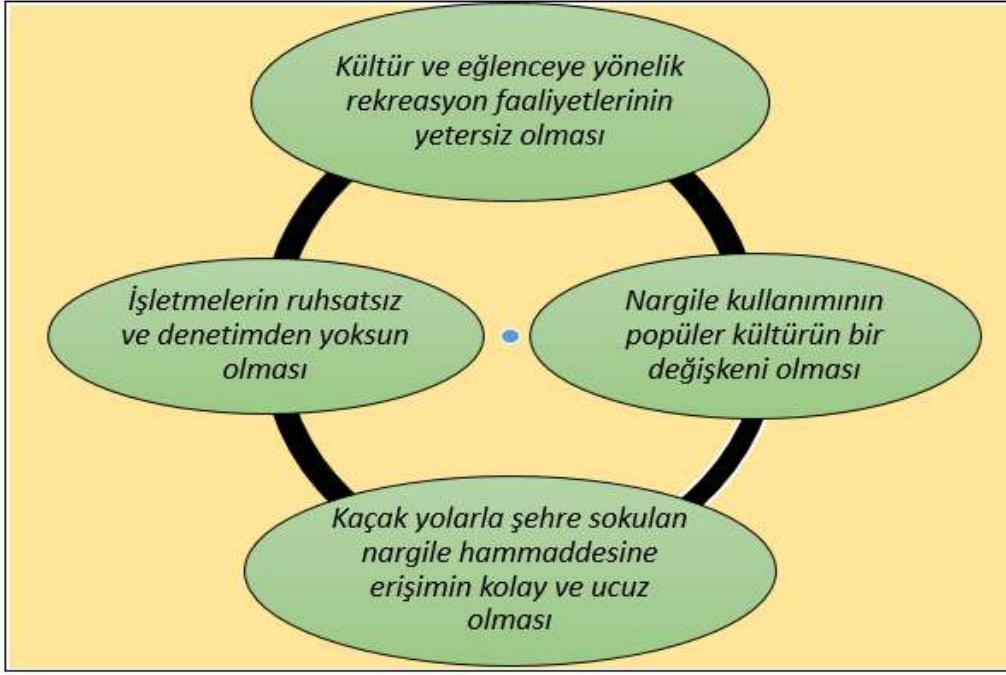 Kültür ve eğlenceye yönelik
rekreasyon faaliyetlerinin
yetersiz olması
İşletmelerin ruhsatsız
ve denetimden yoksun
olması
Nargile kullanımının
popüler kültürün bir
değişkeni olması
Kaçak yolarla şehre sokulan
nargile hammaddesine
erişimin kolay ve ucuz
olması